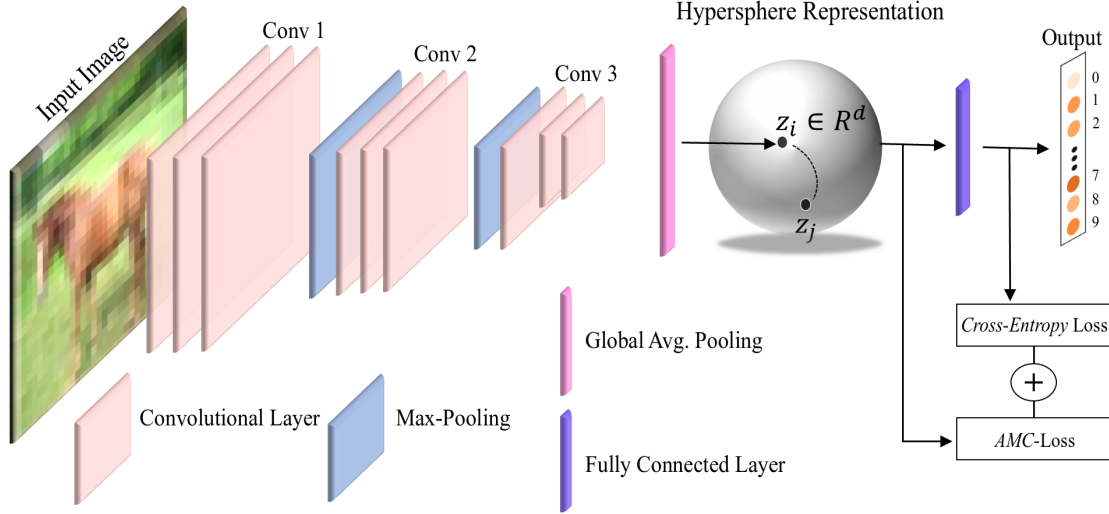 Hypersphere Representation
Input Image
Conv 1
Conv 2
Conv 3
Output
z_i ∈ R^d
z_j
0
1
2
7
8
9
Cross-Entropy Loss
+
AMC-Loss
Global Avg. Pooling
Convolutional Layer
Max-Pooling
Fully Connected Layer